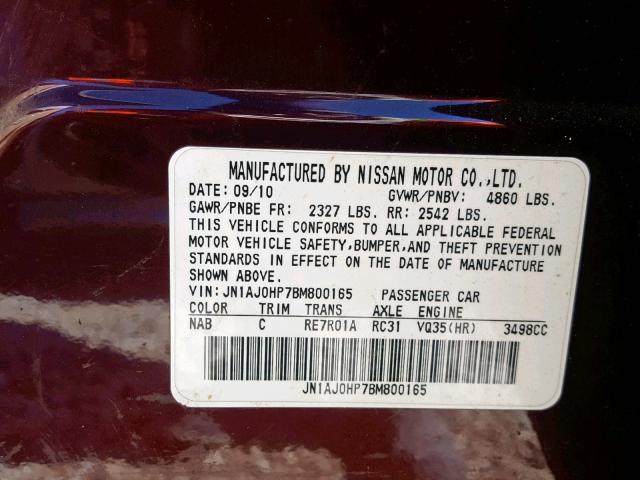 MANUFACTURED BY NISSAN MOTOR CO.,LTD.
DATE: 09/10 GVWR/PNBV: 4860 LBS.
GAWR/PNBE FR: 2327 LBS. RR: 2542 LBS.
THIS VEHICLE CONFORMS TO ALL APPLICABLE FEDERAL
MOTOR VEHICLE SAFETY,BUMPER,AND THEFT PREVENTION
STANDARDS IN EFFECT ON THE DATE OF MANUFACTURE
SHOWN ABOVE.
VIN: JN1AJ0HP7BM800165 PASSENGER CAR
COLOR TRIM TRANS AXLE ENGINE
NAB C RE7R01A RC31 VQ35(HR) 3498CC
JN1AJ0HP7BM800165